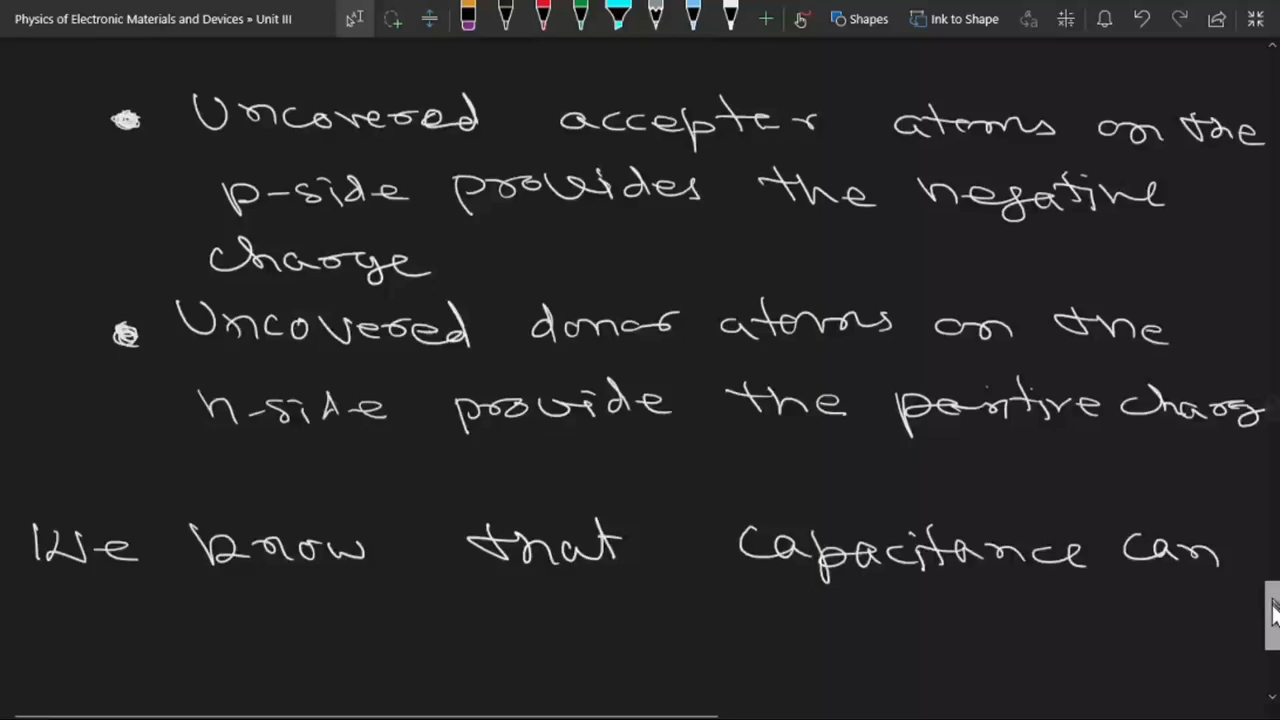 Physics of Electronic Materials and Devices » Unit III
Shapes
Ink to Shape
Uncovered accepter atoms on the
p-side provides the negative
charge
Uncovered donar atoms on the
n-side provide the positive charg
We know that capacitance can